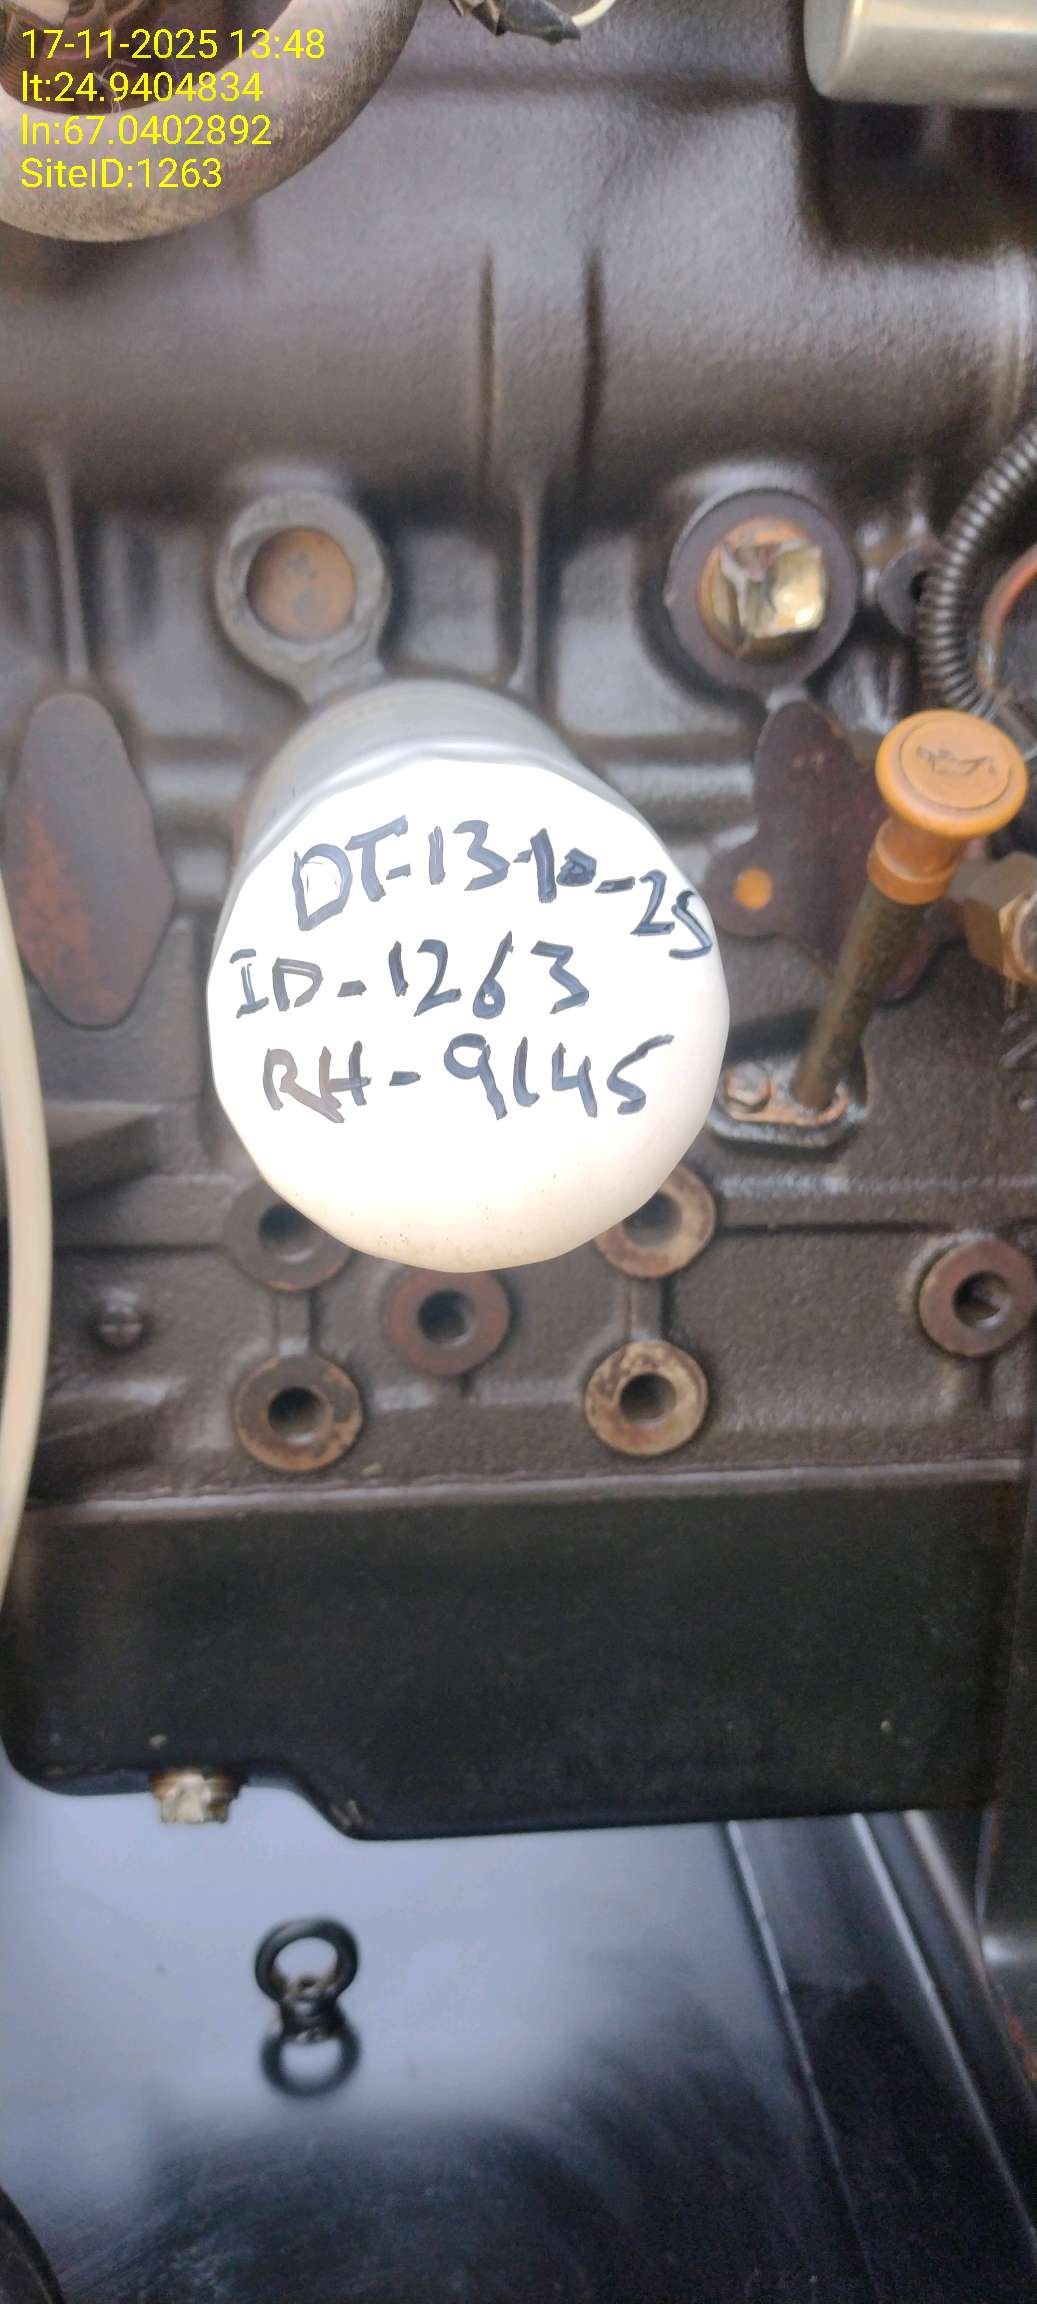 17-11-2025 13:48
lt:24.9404834
ln:67.0402892
SiteID:1263
DT-13-10-25
ID-1263
RH-9145